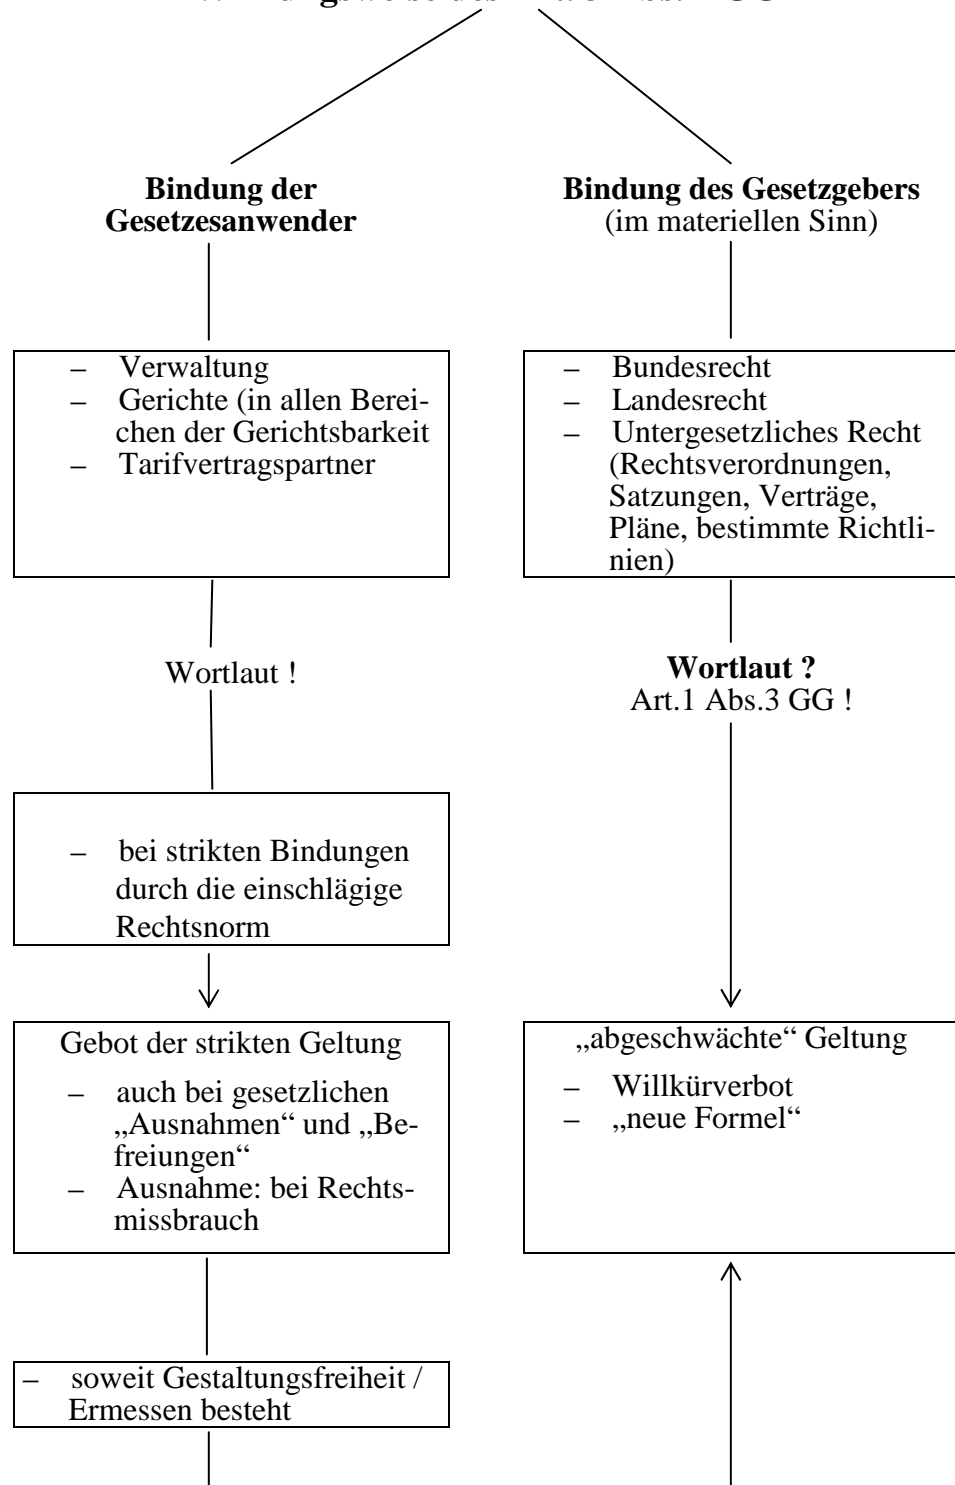 Bindung der
Gesetzesanwender
Bindung des Gesetzgebers
(im materiellen Sinn)
– Verwaltung
– Gerichte (in allen Berei-
chen der Gerichtsbarkeit
– Tarifvertragspartner
– Bundesrecht
– Landesrecht
– Untergesetzliches Recht
(Rechtsverordnungen,
Satzungen, Verträge,
Pläne, bestimmte Richtli-
nien)
Wortlaut !
Wortlaut ?
Art.1 Abs.3 GG !
– bei strikten Bindungen
durch die einschlägige
Rechtsnorm
Gebot der strikten Geltung
– auch bei gesetzlichen
„Ausnahmen“ und „Be-
freiungen“
– Ausnahme: bei Rechts-
missbrauch
„abgeschwächte“ Geltung
– Willkürverbot
– „neue Formel“
– soweit Gestaltungsfreiheit /
Ermessen besteht